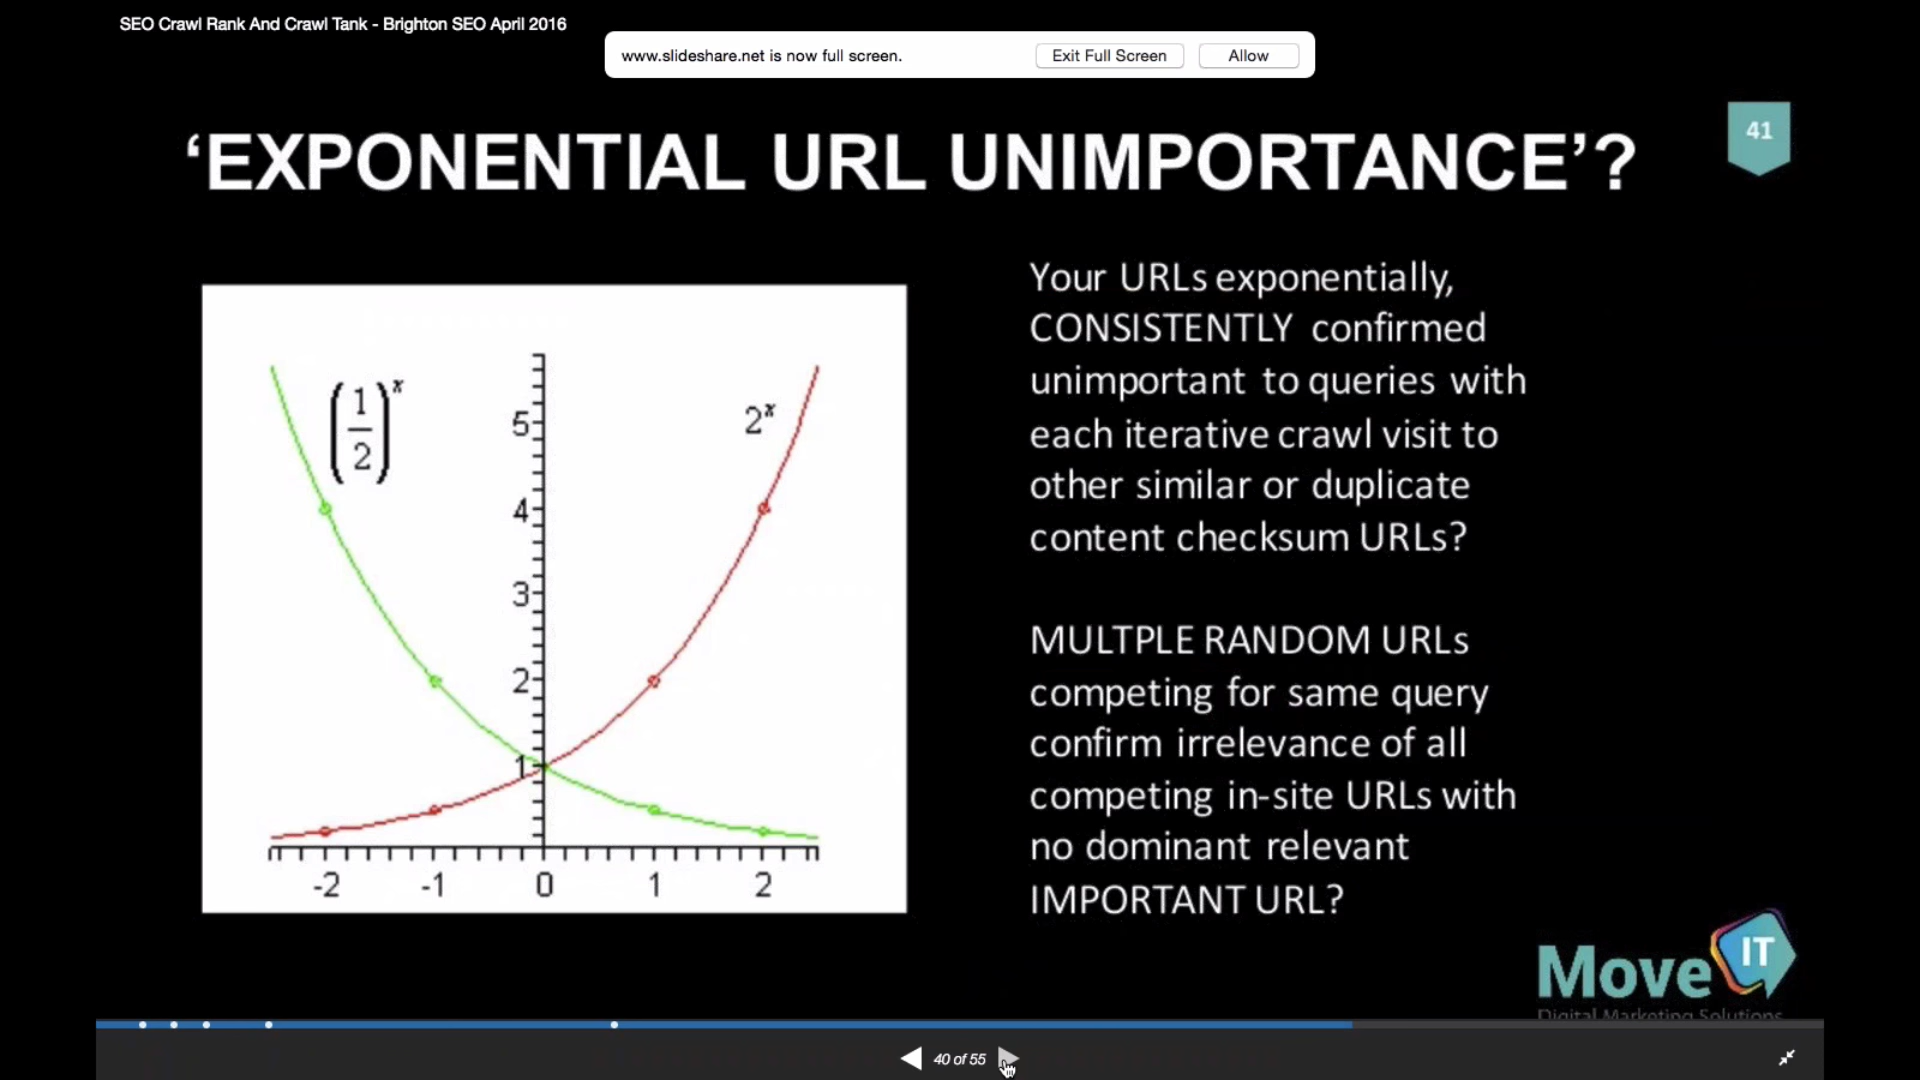 SEO Crawl Rank And Crawl Tank - Brighton SEO April 2016
www.slideshare.net is now full screen. Exit Full Screen Allow
‘EXPONENTIAL URL UNIMPORTANCE’?
41
(1/2)^x
2^x
5
4
3
2
1
-2 -1 0 1 2
Your URLs exponentially,
CONSISTENTLY confirmed
unimportant to queries with
each iterative crawl visit to
other similar or duplicate
content checksum URLs?
MULTPLE RANDOM URLs
competing for same query
confirm irrelevance of all
competing in-site URLs with
no dominant relevant
IMPORTANT URL?
Move IT
Digital Marketing Solutions
40 of 55